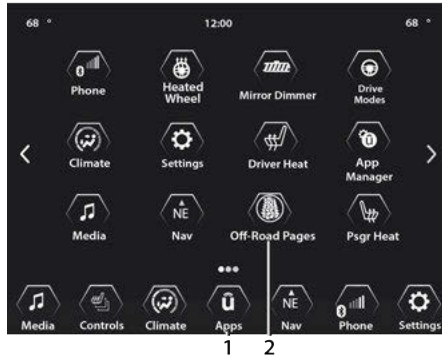 68 ° 12:00 68 °
Phone Heated Wheel Mirror Dimmer Drive Modes
Climate Settings Driver Heat App Manager
NE
Media Nav Off-Road Pages Psgr Heat
NE
Media Controls Climate Apps Nav Phone Settings
1 2